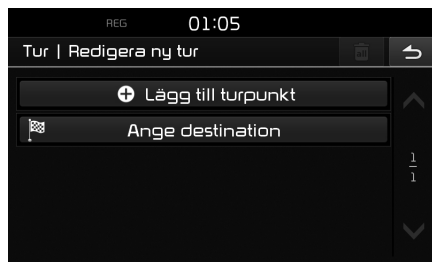 REG 01:05
Tur | Redigera ny tur
Lägg till turpunkt
Ange destination
1
1